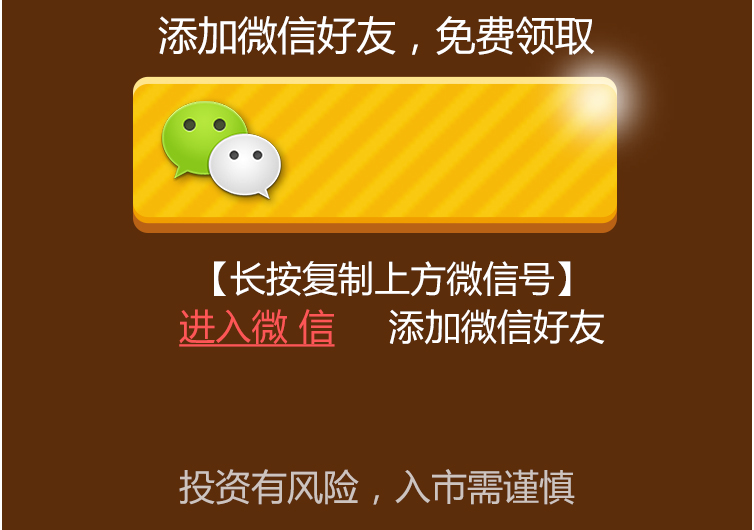 添加微信好友，免费领取
【长按复制上方微信号】
进入微 信 添加微信好友
投资有风险，入市需谨慎